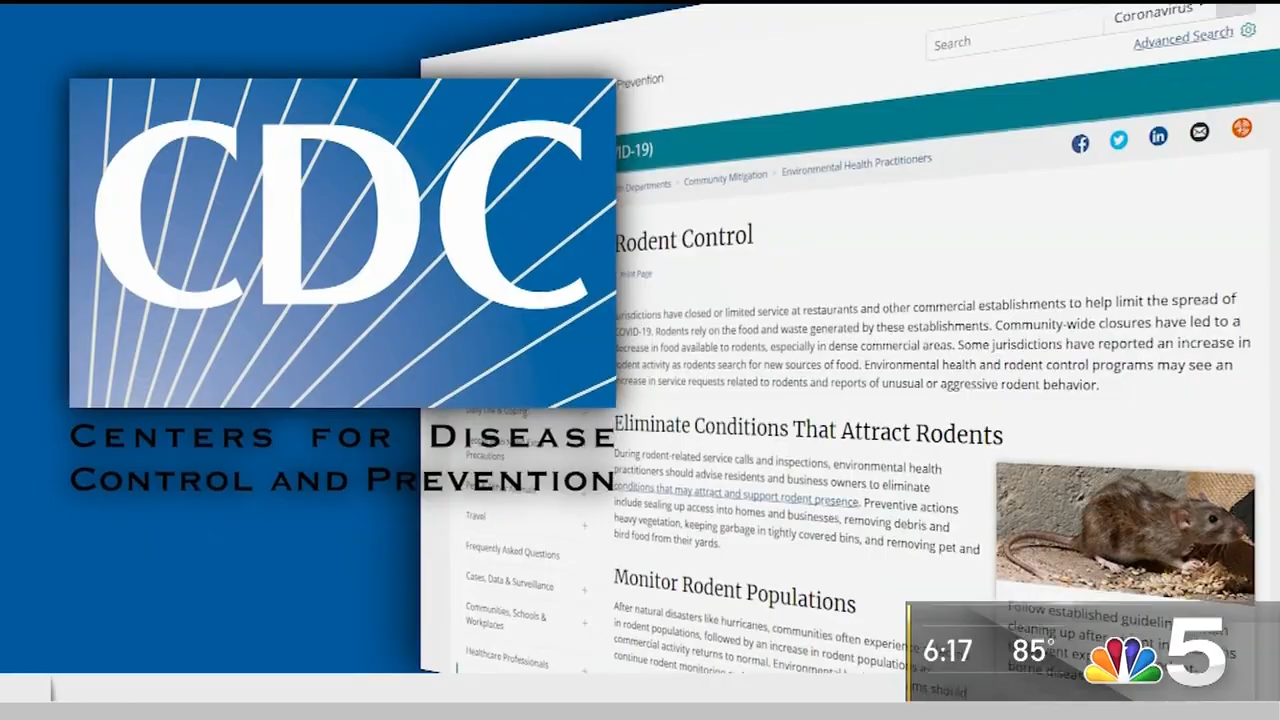 Coronavirus
Search
Advanced Search
Prevention
CDC
CENTERS FOR DISEASE
CONTROL AND PREVENTION
ID-19)
Departments > Community Mitigation > Environmental Health Practitioners
Rodent Control
Print Page
urisdictions have closed or limited service at restaurants and other commercial establishments to help limit the spread of
COVID-19. Rodents rely on the food and waste generated by these establishments. Community-wide closures have led to a
decrease in food available to rodents, especially in dense commercial areas. Some jurisdictions have reported an increase in
rodent activity as rodents search for new sources of food. Environmental health and rodent control programs may see an
increase in service requests related to rodents and reports of unusual or aggressive rodent behavior.
Eliminate Conditions That Attract Rodents
During rodent-related service calls and inspections, environmental health
practitioners should advise residents and business owners to eliminate
conditions that may attract and support rodent presence. Preventive actions
include sealing up access into homes and businesses, removing debris and
heavy vegetation, keeping garbage in tightly covered bins, and removing pet and
bird food from their yards.
Monitor Rodent Populations
After natural disasters like hurricanes, communities often experience
in rodent populations, followed by an increase in rodent populations as
commercial activity returns to normal. Environmental
continue rodent monitoring
Daily Life & Coping
Precautions
Travel
Frequently Asked Questions
Cases, Data & Surveillance
Communities, Schools &
Workplaces
Healthcare Professionals
Follow established
cleaning up after
borne
ms should
6:17 85° 5